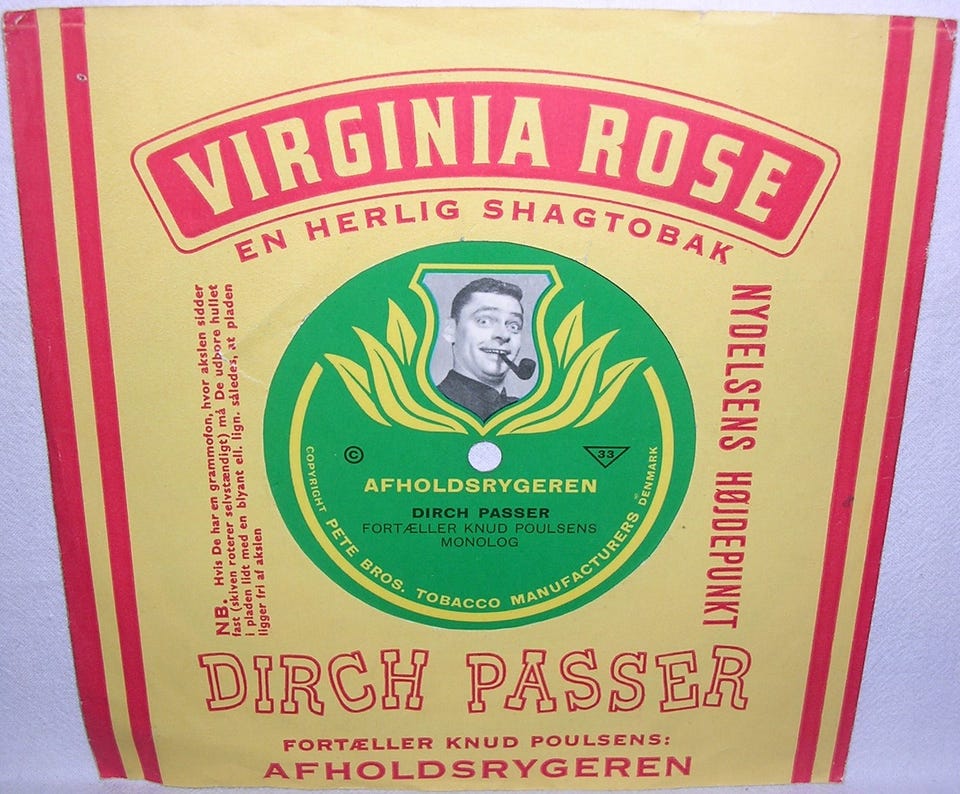 VIRGINIA ROSE
EN HERLIG SHAGTOBAK
NB. Hvis De har en grammofon, hvor akslen sidder
fast (skiven roterer selvstændigt) må De udbore hullet
i pladen lidt med en blyant ell. lign. således, at pladen
ligger fri af akslen
NYDELSENS HØJDEPUNKT
©
33
AFHOLDSRYGEREN
DIRCH PASSER
FORTÆLLER KNUD POULSENS
MONOLOG
COPYRIGHT PETE BROS. TOBACCO MANUFACTURERS DENMARK
DIRCH PASSER
FORTÆLLER KNUD POULSENS:
AFHOLDSRYGEREN